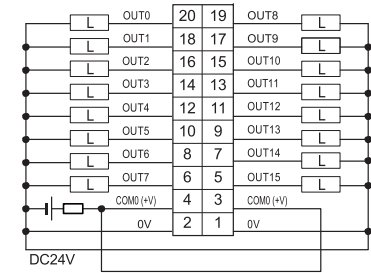 L OUT0 20 19 OUT8 L
L OUT1 18 17 OUT9 L
L OUT2 16 15 OUT10 L
L OUT3 14 13 OUT11 L
L OUT4 12 11 OUT12 L
L OUT5 10 9 OUT13 L
L OUT6 8 7 OUT14 L
L OUT7 6 5 OUT15 L
COM0 (+V) 4 3 COM0 (+V)
0V 2 1 0V
DC24V